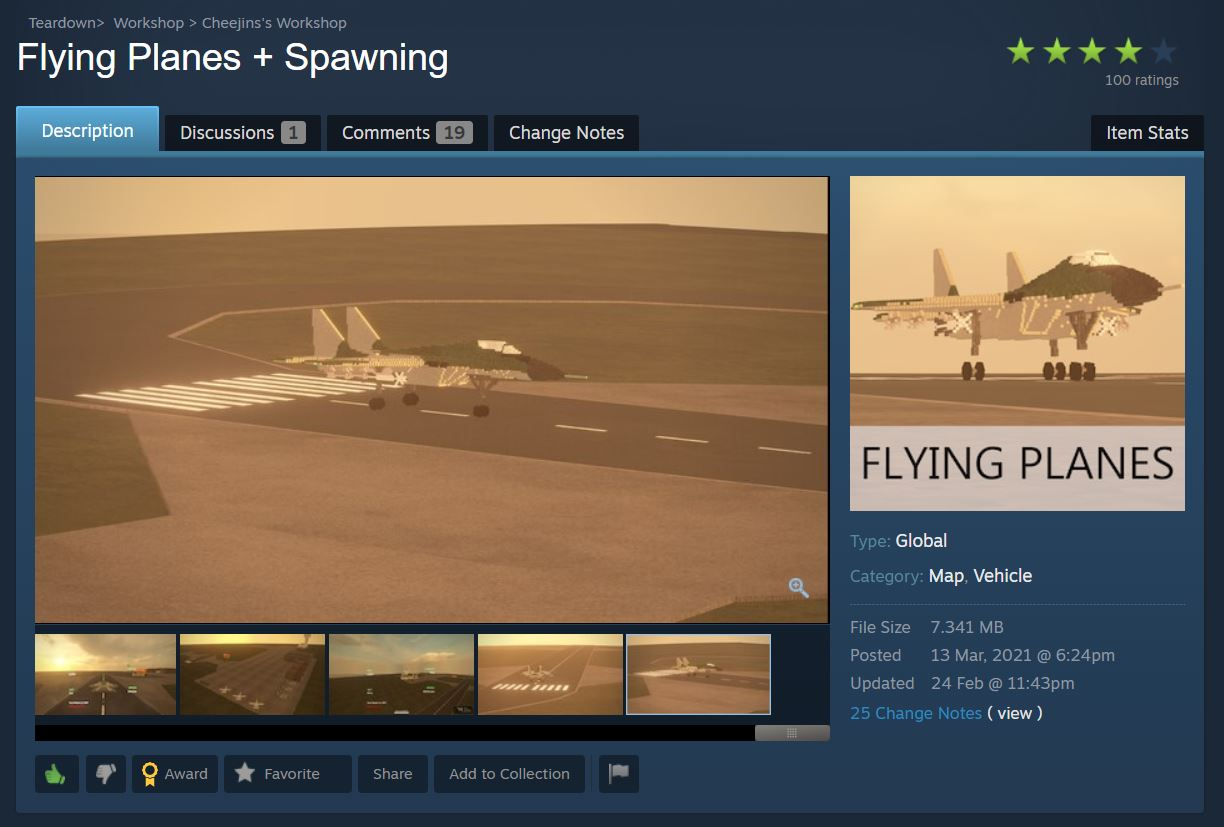 Teardown> Workshop > Cheejins's Workshop
Flying Planes + Spawning
100 ratings
Description
Discussions 1
Comments 19
Change Notes
Item Stats
FLYING PLANES
Type: Global
Category: Map, Vehicle
File Size 7.341 MB
Posted 13 Mar, 2021 @ 6:24pm
Updated 24 Feb @ 11:43pm
25 Change Notes ( view )
Award
Favorite
Share
Add to Collection